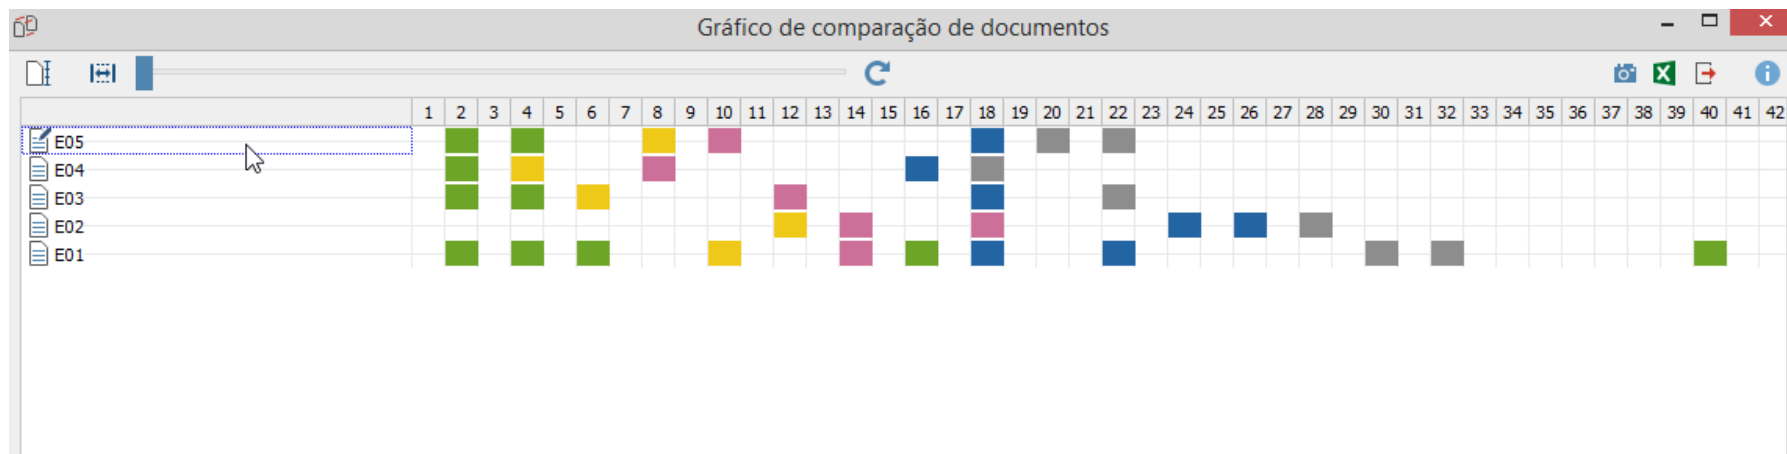 Gráfico de comparação de documentos
1 2 3 4 5 6 7 8 9 10 11 12 13 14 15 16 17 18 19 20 21 22 23 24 25 26 27 28 29 30 31 32 33 34 35 36 37 38 39 40 41 42
E05
E04
E03
E02
E01